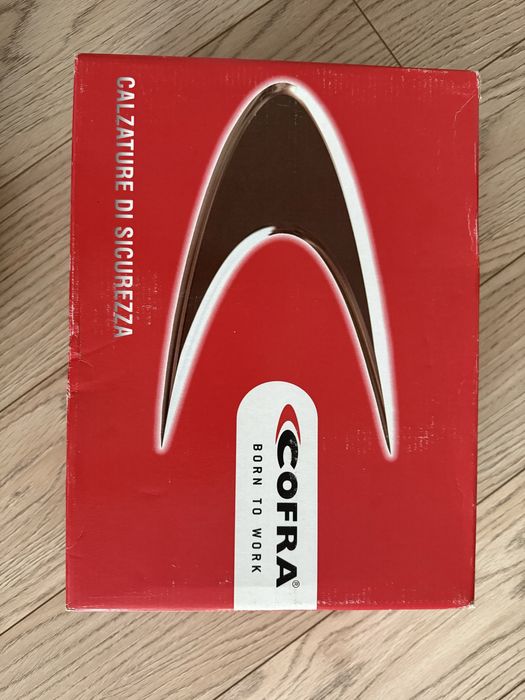 CALZATURE DI SICUREZZA
COFRA®
BORN TO WORK